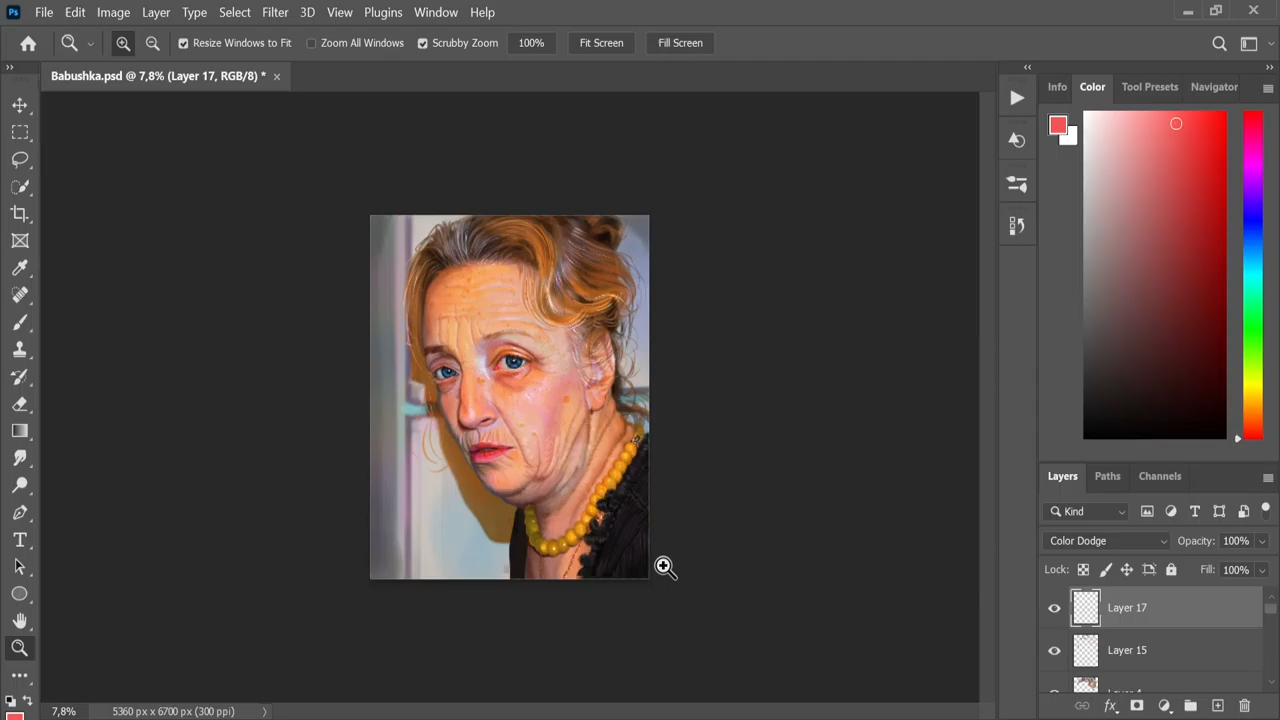 Ps File Edit Image Layer Type Select Filter 3D View Plugins Window Help
Resize Windows to Fit Zoom All Windows Scrubby Zoom 100% Fit Screen Fill Screen
Babushka.psd @ 7,8% (Layer 17, RGB/8) *
Info Color Tool Presets Navigator
Layers Paths Channels
Kind
Color Dodge Opacity: 100%
Lock: Fill: 100%
Layer 17
Layer 15
7,8% 5360 px x 6700 px (300 ppi)